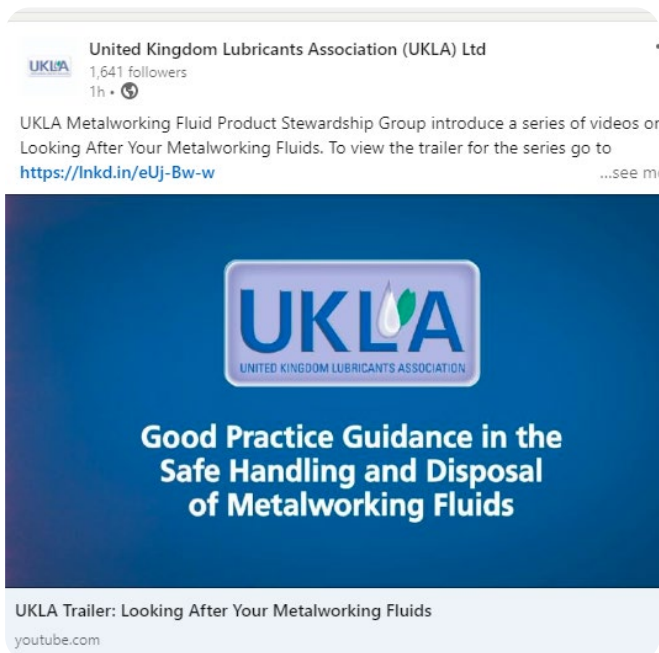 UKLA
United Kingdom Lubricants Association (UKLA) Ltd
1,641 followers
1h •
UKLA Metalworking Fluid Product Stewardship Group introduce a series of videos on
Looking After Your Metalworking Fluids. To view the trailer for the series go to
https://lnkd.in/eUj-Bw-w ...see m
UKLA
UNITED KINGDOM LUBRICANTS ASSOCIATION
Good Practice Guidance in the
Safe Handling and Disposal
of Metalworking Fluids
UKLA Trailer: Looking After Your Metalworking Fluids
youtube.com